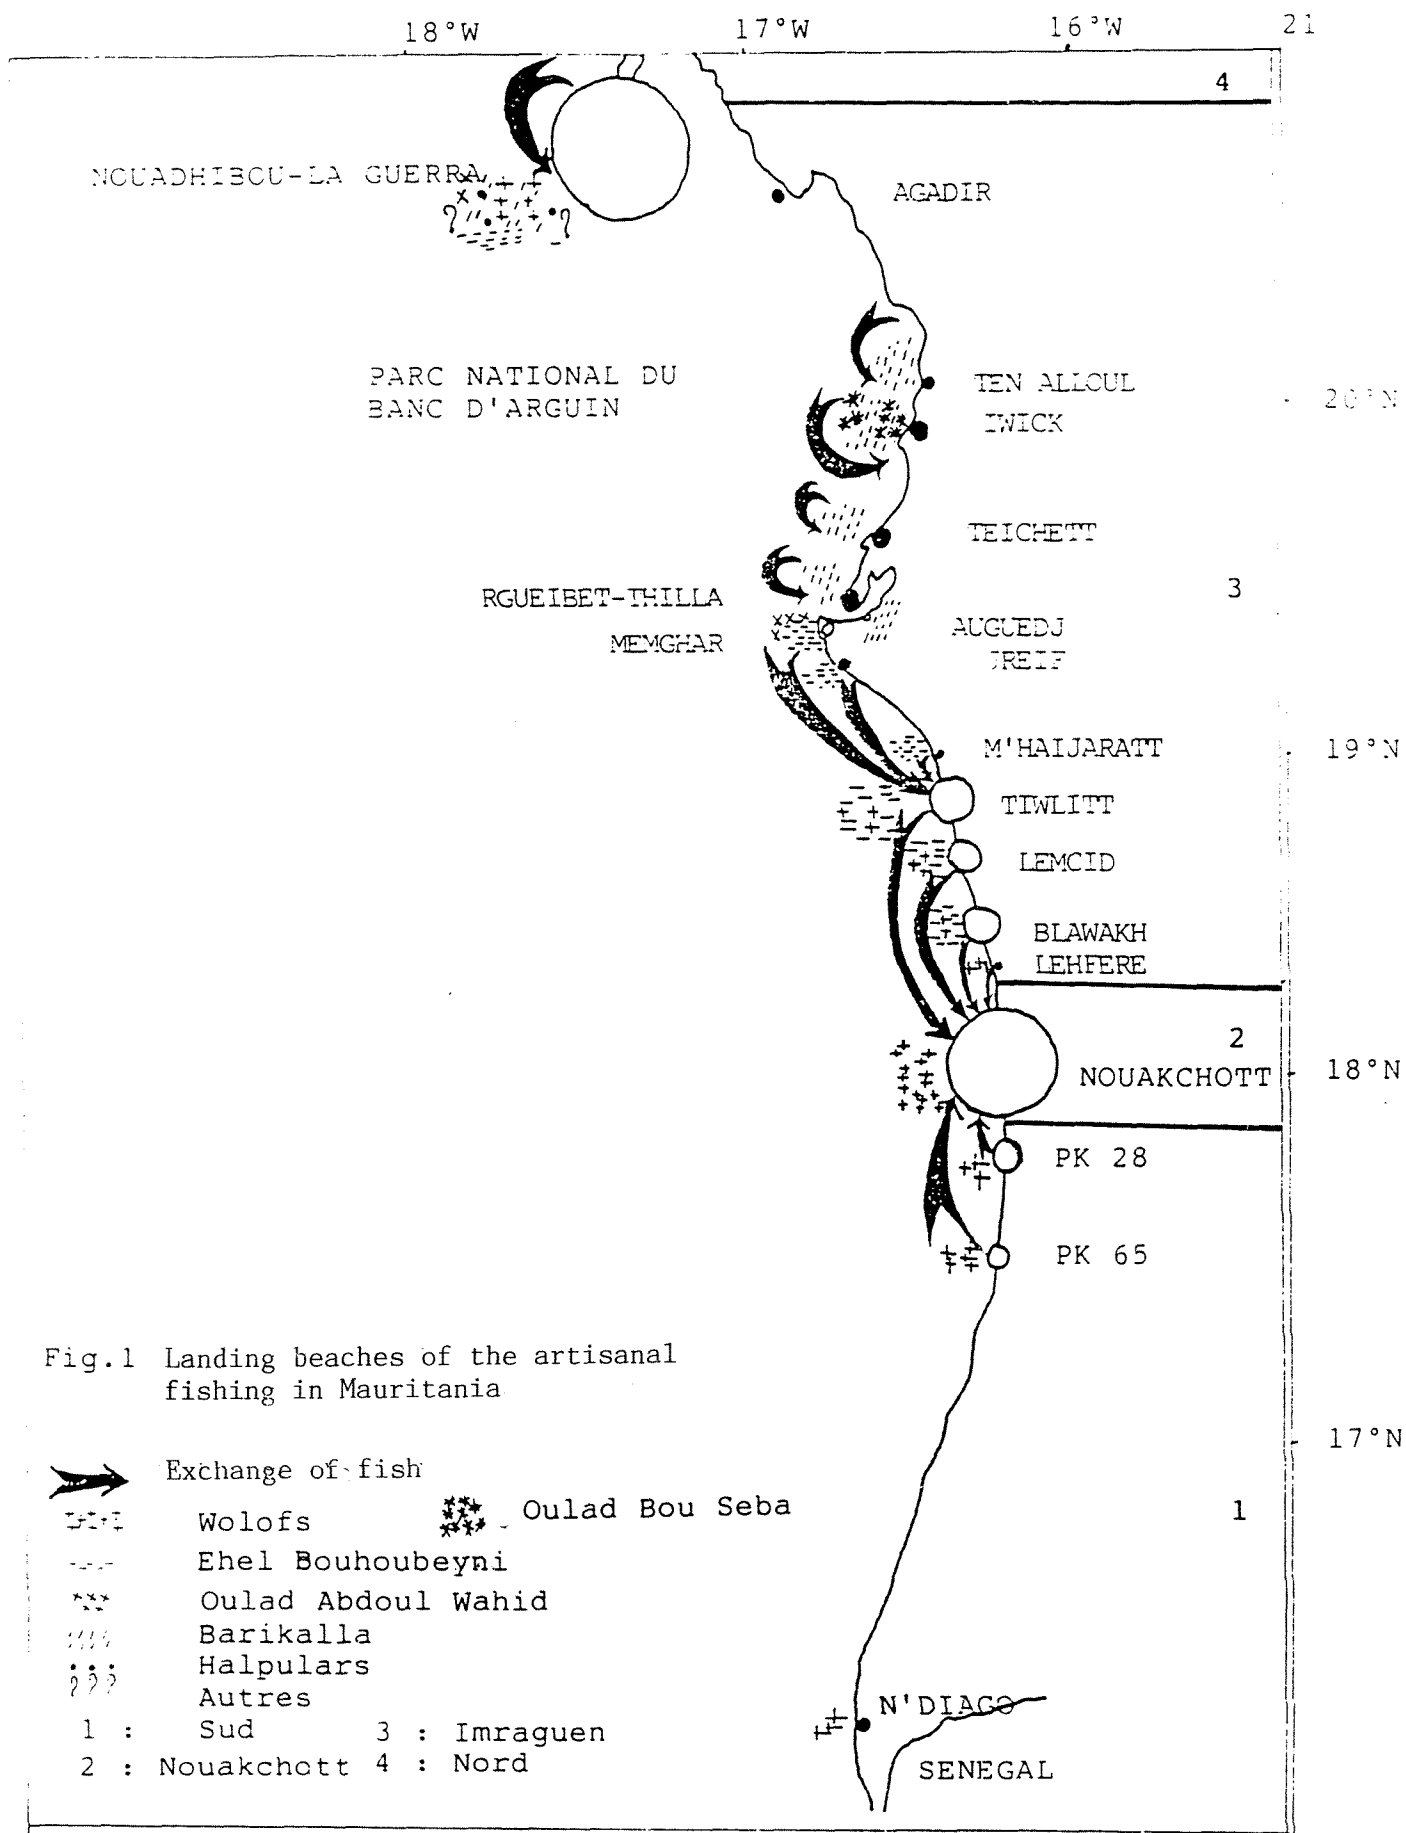 18°W 17°W 16°W 21
4
NOUADHIBOU-LA GUERRA
AGADIR
PARC NATIONAL DU
BANC D'ARGUIN
TEN ALLOUL
20°N
IWICK
TEICHETT
3
RGUEIBET-THILLA
AUGUEDJ
MEMGHAR
M'HAIJARATT
19°N
TIWLITT
LEMCID
BLAWAKH
LEHFERE
2
NOUAKCHOTT
18°N
PK 28
PK 65
Fig.1 Landing beaches of the artisanal
fishing in Mauritania
17°N
Exchange of fish
Wolofs
Oulad Bou Seba
1
Ehel Bouhoubeyni
Oulad Abdoul Wahid
Barikalla
Halpulars
??? Autres
1 : Sud 3 : Imraguen
2 : Nouakchott 4 : Nord
N'DIAGO
SENEGAL